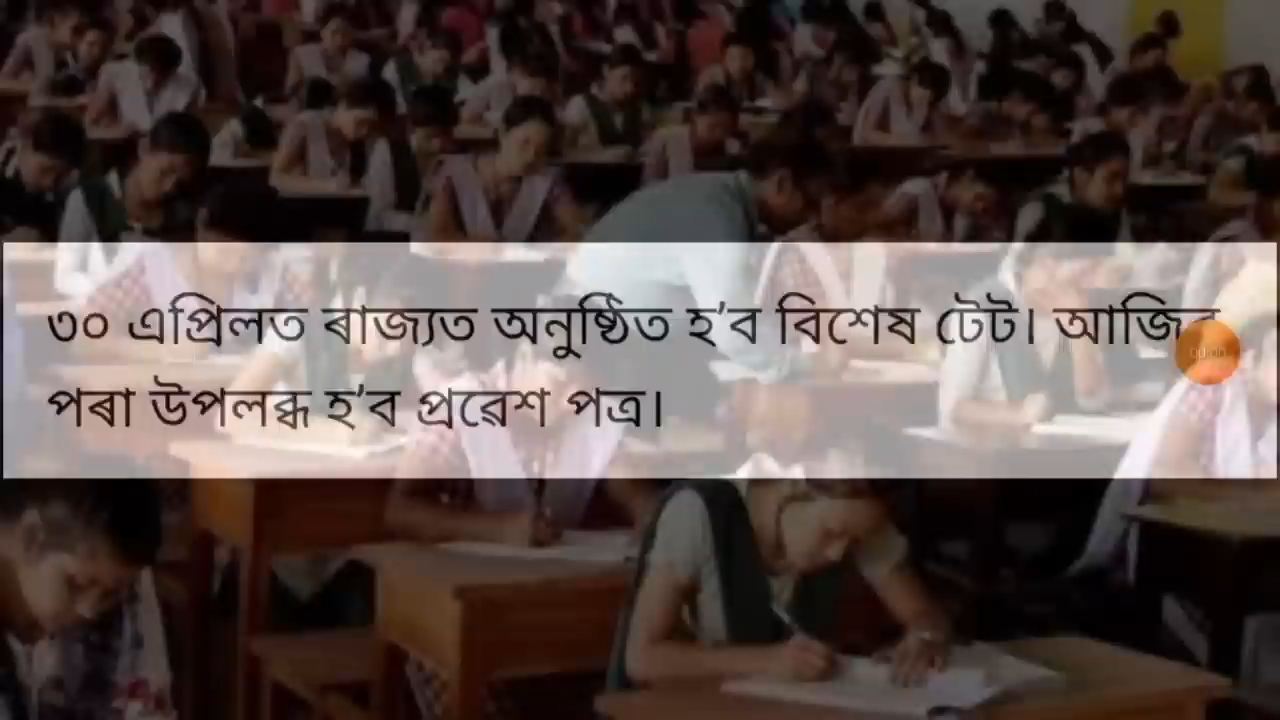 ৩০ এপ্ৰিলত ৰাজ্যত অনুষ্ঠিত হ'ব বিশেষ টেট। আজিৰ
পৰা উপলব্ধ হ'ব প্ৰৱেশ পত্ৰ।